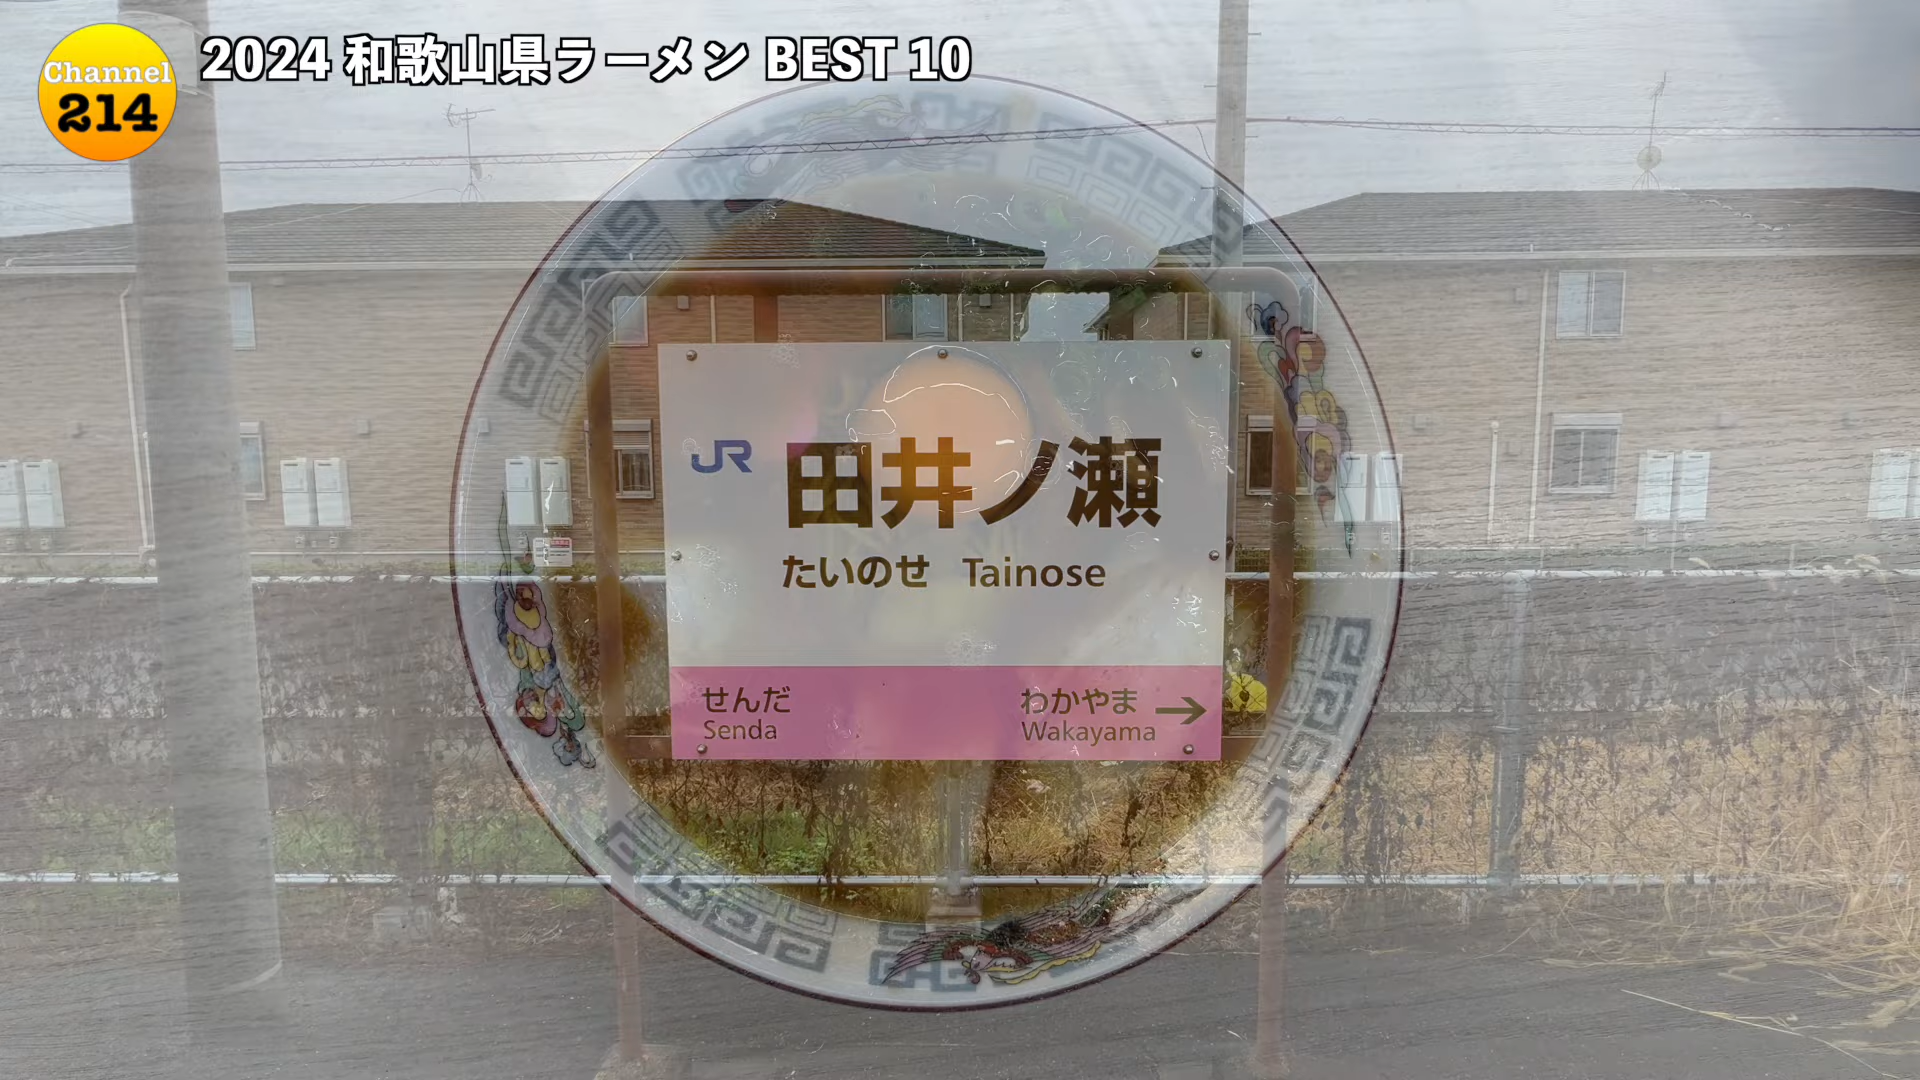 Channel
214
2024 和歌山県ラーメン BEST 10
JR 田井ノ瀬
たいのせ Tainose
せんだ わかやま →
Senda Wakayama